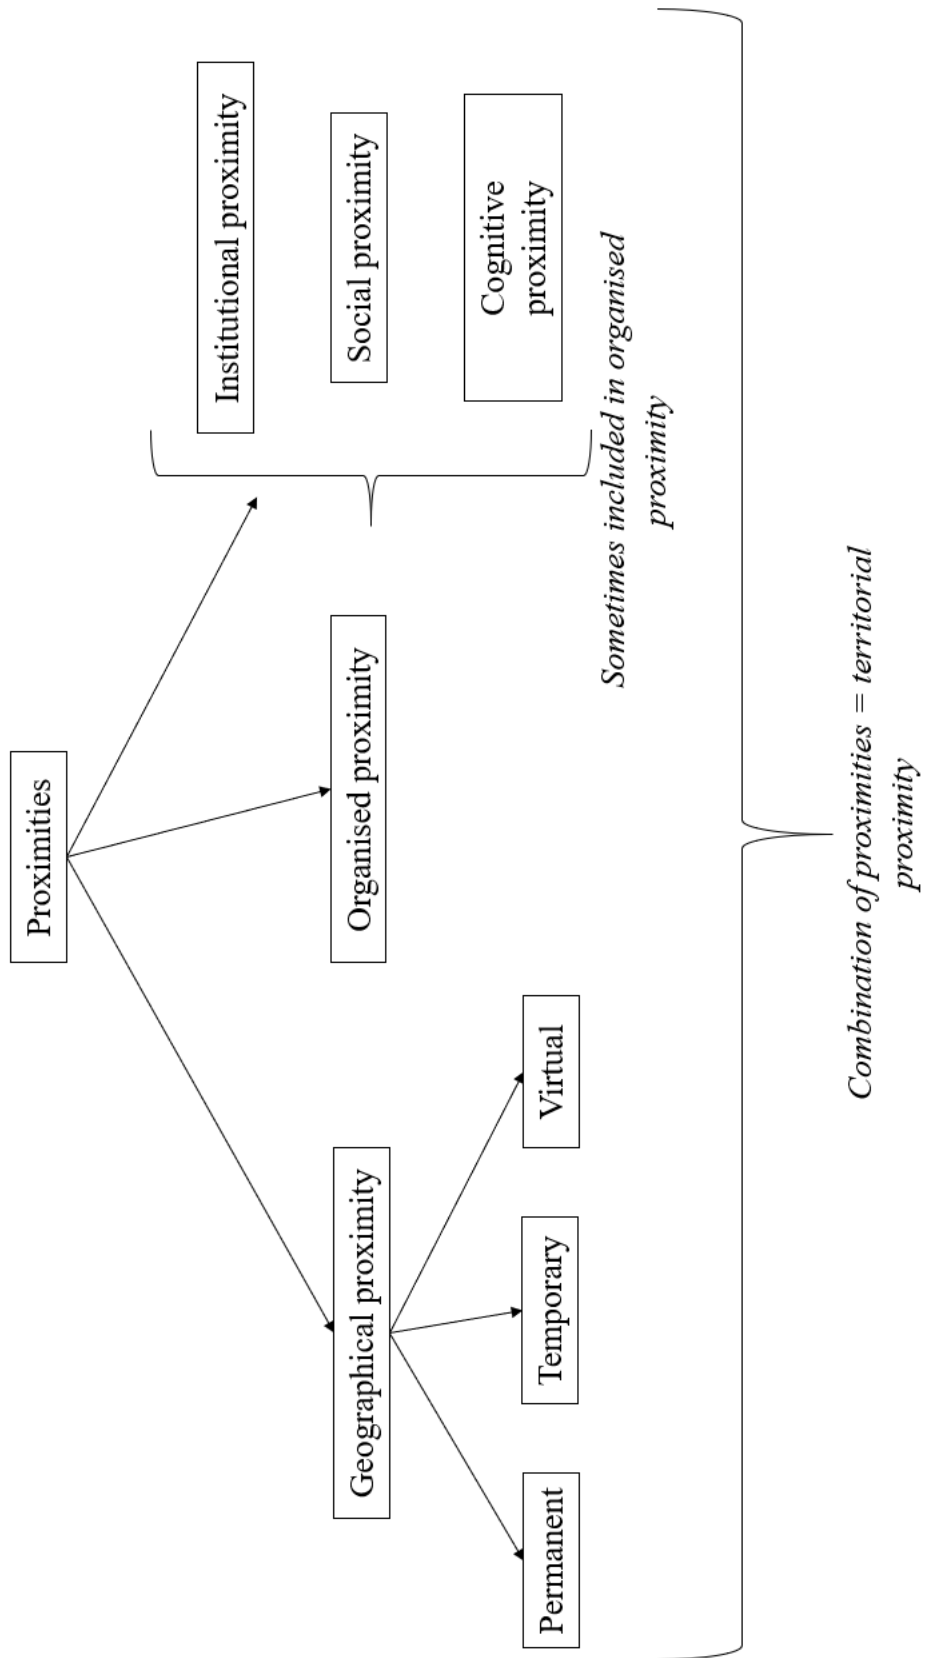 Proximities
Geographical proximity
Organised proximity
Institutional proximity
Social proximity
Cognitive
proximity
Permanent
Temporary
Virtual
Sometimes included in organised
proximity
Combination of proximities = territorial
proximity